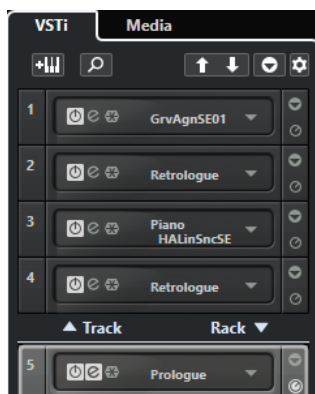 VSTi Media
1 GrvAgnSE01
2 Retrologue
3 Piano
HALinSncSE
4 Retrologue
Track Rack
5 Prologue